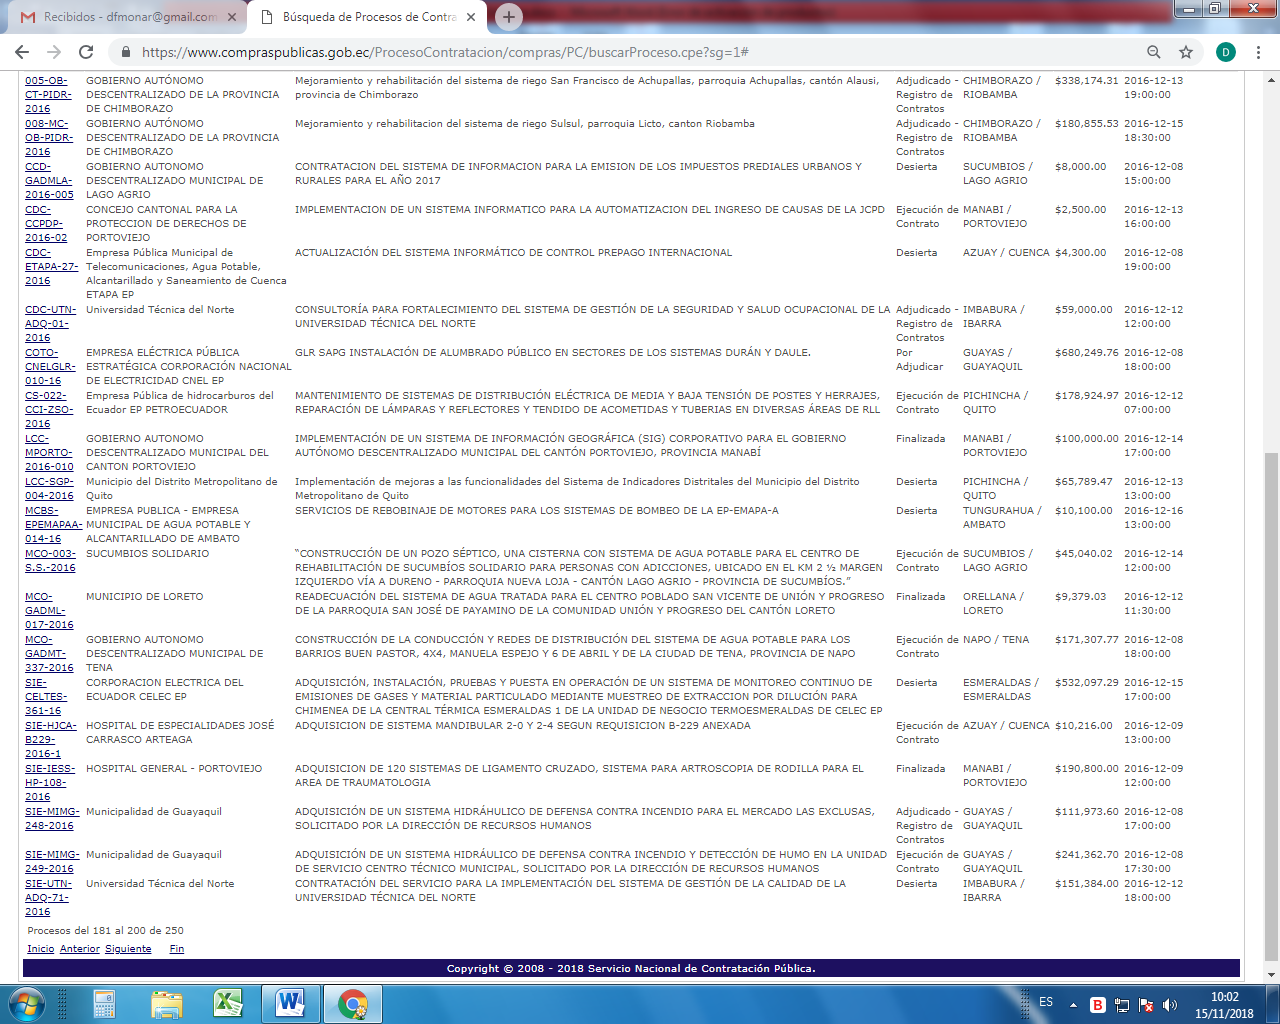 Recibidos - dfmonar@gmail.com
Búsqueda de Procesos de Contra
https://www.compraspublicas.gob.ec/ProcesoContratacion/compras/PC/buscarProceso.cpe?sg=1#
D
005-OB- GOBIERNO AUTÓNOMO Mejoramiento y rehabilitación del sistema de riego San Francisco de Achupallas, parroquia Achupallas, cantón Alausi, Adjudicado - CHIMBORAZO / $338,174.31 2016-12-13
CT-PIDR- DESCENTRALIZADO DE LA PROVINCIA provincia de Chimborazo Registro de RIOBAMBA 19:00:00
2016 DE CHIMBORAZO Contratos
008-MC- GOBIERNO AUTÓNOMO Mejoramiento y rehabilitacion del sistema de riego Sulsul, parroquia Licto, canton Riobamba Adjudicado - CHIMBORAZO / $180,855.53 2016-12-15
OB-PIDR- DESCENTRALIZADO DE LA PROVINCIA Registro de RIOBAMBA 18:30:00
2016 DE CHIMBORAZO Contratos
CCD- GOBIERNO AUTONOMO CONTRATACION DEL SISTEMA DE INFORMACION PARA LA EMISION DE LOS IMPUESTOS PREDIALES URBANOS Y Desierta SUCUMBIOS / $8,000.00 2016-12-08
GADMLA- DESCENTRALIZADO MUNICIPAL DE RURALES PARA EL AÑO 2017 LAGO AGRIO 15:00:00
2016-005 LAGO AGRIO
CDC- CONCEJO CANTONAL PARA LA IMPLEMENTACION DE UN SISTEMA INFORMATICO PARA LA AUTOMATIZACION DEL INGRESO DE CAUSAS DE LA JCPD Ejecución de MANABI / $2,500.00 2016-12-13
CCPDP- PROTECCION DE DERECHOS DE Contrato PORTOVIEJO 16:00:00
2016-02 PORTOVIEJO
CDC- Empresa Pública Municipal de ACTUALIZACIÓN DEL SISTEMA INFORMÁTICO DE CONTROL PREPAGO INTERNACIONAL Desierta AZUAY / CUENCA $4,300.00 2016-12-08
ETAPA-27- Telecomunicaciones, Agua Potable, 19:00:00
2016 Alcantarillado y Saneamiento de Cuenca
ETAPA EP
CDC-UTN- Universidad Técnica del Norte CONSULTORÍA PARA FORTALECIMIENTO DEL SISTEMA DE GESTIÓN DE LA SEGURIDAD Y SALUD OCUPACIONAL DE LA Adjudicado - IMBABURA / $59,000.00 2016-12-12
ADQ-01- UNIVERSIDAD TÉCNICA DEL NORTE Registro de IBARRA 12:00:00
2016 Contratos
COTO- EMPRESA ELÉCTRICA PÚBLICA GLR SAPG INSTALACIÓN DE ALUMBRADO PÚBLICO EN SECTORES DE LOS SISTEMAS DURÁN Y DAULE. Por GUAYAS / $680,249.76 2016-12-08
CNELGLR- ESTRATÉGICA CORPORACIÓN NACIONAL Adjudicar GUAYAQUIL 18:00:00
010-16 DE ELECTRICIDAD CNEL EP
CS-022- Empresa Pública de hidrocarburos del MANTENIMIENTO DE SISTEMAS DE DISTRIBUCIÓN ELÉCTRICA DE MEDIA Y BAJA TENSIÓN DE POSTES Y HERRAJES, Ejecución de PICHINCHA / $178,924.97 2016-12-12
CCI-ZSO- Ecuador EP PETROECUADOR REPARACIÓN DE LÁMPARAS Y REFLECTORES Y TENDIDO DE ACOMETIDAS Y TUBERIAS EN DIVERSAS ÁREAS DE RLL Contrato QUITO 07:00:00
2016
LCC- GOBIERNO AUTONOMO IMPLEMENTACIÓN DE UN SISTEMA DE INFORMACIÓN GEOGRÁFICA (SIG) CORPORATIVO PARA EL GOBIERNO Finalizada MANABI / $100,000.00 2016-12-14
MPORTO- DESCENTRALIZADO MUNICIPAL DEL AUTÓNOMO DESCENTRALIZADO MUNICIPAL DEL CANTÓN PORTOVIEJO, PROVINCIA MANABÍ PORTOVIEJO 17:00:00
2016-010 CANTON PORTOVIEJO
LCC-SGP- Municipio del Distrito Metropolitano de Implementación de mejoras a las funcionalidades del Sistema de Indicadores Distritales del Municipio del Distrito Desierta PICHINCHA / $65,789.47 2016-12-13
004-2016 Quito Metropolitano de Quito QUITO 13:00:00
MCBS- EMPRESA PUBLICA - EMPRESA SERVICIOS DE REBOBINAJE DE MOTORES PARA LOS SISTEMAS DE BOMBEO DE LA EP-EMAPA-A Desierta TUNGURAHUA / $10,100.00 2016-12-16
EPEMAPAA- MUNICIPAL DE AGUA POTABLE Y AMBATO 13:00:00
014-16 ALCANTARILLADO DE AMBATO
MCO-003- SUCUMBIOS SOLIDARIO “CONSTRUCCIÓN DE UN POZO SÉPTICO, UNA CISTERNA CON SISTEMA DE AGUA POTABLE PARA EL CENTRO DE Ejecución de SUCUMBIOS / $45,040.02 2016-12-14
S.S.-2016 REHABILITACIÓN DE SUCUMBÍOS SOLIDARIO PARA PERSONAS CON ADICCIONES, UBICADO EN EL KM 2 ½ MARGEN Contrato LAGO AGRIO 12:00:00
IZQUIERDO VÍA A DURENO - PARROQUIA NUEVA LOJA - CANTÓN LAGO AGRIO - PROVINCIA DE SUCUMBÍOS.”
MCO- MUNICIPIO DE LORETO READECUACIÓN DEL SISTEMA DE AGUA TRATADA PARA EL CENTRO POBLADO SAN VICENTE DE UNIÓN Y PROGRESO Finalizada ORELLANA / $9,379.03 2016-12-12
GADML- DE LA PARROQUIA SAN JOSÉ DE PAYAMINO DE LA COMUNIDAD UNIÓN Y PROGRESO DEL CANTÓN LORETO LORETO 11:30:00
017-2016
MCO- GOBIERNO AUTONOMO CONSTRUCCIÓN DE LA CONDUCCIÓN Y REDES DE DISTRIBUCIÓN DEL SISTEMA DE AGUA POTABLE PARA LOS Ejecución de NAPO / TENA $171,307.77 2016-12-08
GADMT- DESCENTRALIZADO MUNICIPAL DE BARRIOS BUEN PASTOR, 4X4, MANUELA ESPEJO Y 6 DE ABRIL Y DE LA CIUDAD DE TENA, PROVINCIA DE NAPO Contrato 18:00:00
337-2016 TENA
SIE- CORPORACION ELECTRICA DEL ADQUISICIÓN, INSTALACIÓN, PRUEBAS Y PUESTA EN OPERACIÓN DE UN SISTEMA DE MONITOREO CONTINUO DE Desierta ESMERALDAS / $532,097.29 2016-12-15
CELTES- ECUADOR CELEC EP EMISIONES DE GASES Y MATERIAL PARTICULADO MEDIANTE MUESTREO DE EXTRACCION POR DILUCIÓN PARA ESMERALDAS 17:00:00
361-16 CHIMENEA DE LA CENTRAL TÉRMICA ESMERALDAS 1 DE LA UNIDAD DE NEGOCIO TERMOESMERALDAS DE CELEC EP
SIE-HJCA- HOSPITAL DE ESPECIALIDADES JOSÉ ADQUISICION DE SISTEMA MANDIBULAR 2-0 Y 2-4 SEGUN REQUISICION B-229 ANEXADA Ejecución de AZUAY / CUENCA $10,216.00 2016-12-09
B229- CARRASCO ARTEAGA Contrato 13:00:00
2016-1
SIE-IESS- HOSPITAL GENERAL - PORTOVIEJO ADQUISICION DE 120 SISTEMAS DE LIGAMENTO CRUZADO, SISTEMA PARA ARTROSCOPIA DE RODILLA PARA EL Finalizada MANABI / $190,800.00 2016-12-09
HP-108- AREA DE TRAUMATOLOGIA PORTOVIEJO 12:00:00
2016
SIE-MIMG- Municipalidad de Guayaquil ADQUISICIÓN DE UN SISTEMA HIDRÁHULICO DE DEFENSA CONTRA INCENDIO PARA EL MERCADO LAS EXCLUSAS, Adjudicado - GUAYAS / $111,973.60 2016-12-08
248-2016 SOLICITADO POR LA DIRECCIÓN DE RECURSOS HUMANOS Registro de GUAYAQUIL 17:00:00
Contratos
SIE-MIMG- Municipalidad de Guayaquil ADQUISICIÓN DE UN SISTEMA HIDRÁULICO DE DEFENSA CONTRA INCENDIO Y DETECCIÓN DE HUMO EN LA UNIDAD Ejecución de GUAYAS / $241,362.70 2016-12-08
249-2016 DE SERVICIO CENTRO TÉCNICO MUNICIPAL, SOLICITADO POR LA DIRECCIÓN DE RECURSOS HUMANOS Contrato GUAYAQUIL 17:30:00
SIE-UTN- Universidad Técnica del Norte CONTRATACIÓN DEL SERVICIO PARA LA IMPLEMENTACIÓN DEL SISTEMA DE GESTIÓN DE LA CALIDAD DE LA Desierta IMBABURA / $151,384.00 2016-12-12
ADQ-71- UNIVERSIDAD TÉCNICA DEL NORTE IBARRA 18:00:00
2016
Procesos del 181 al 200 de 250
Inicio Anterior Siguiente Fin
Copyright © 2008 - 2018 Servicio Nacional de Contratación Pública.
ES
B
10:02
15/11/2018